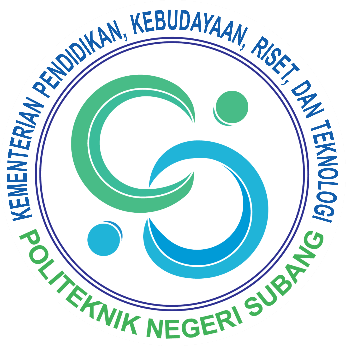 KEMENTERIAN PENDIDIKAN, KEBUDAYAAN, RISET, DAN TEKNOLOGI
POLITEKNIK NEGERI SUBANG